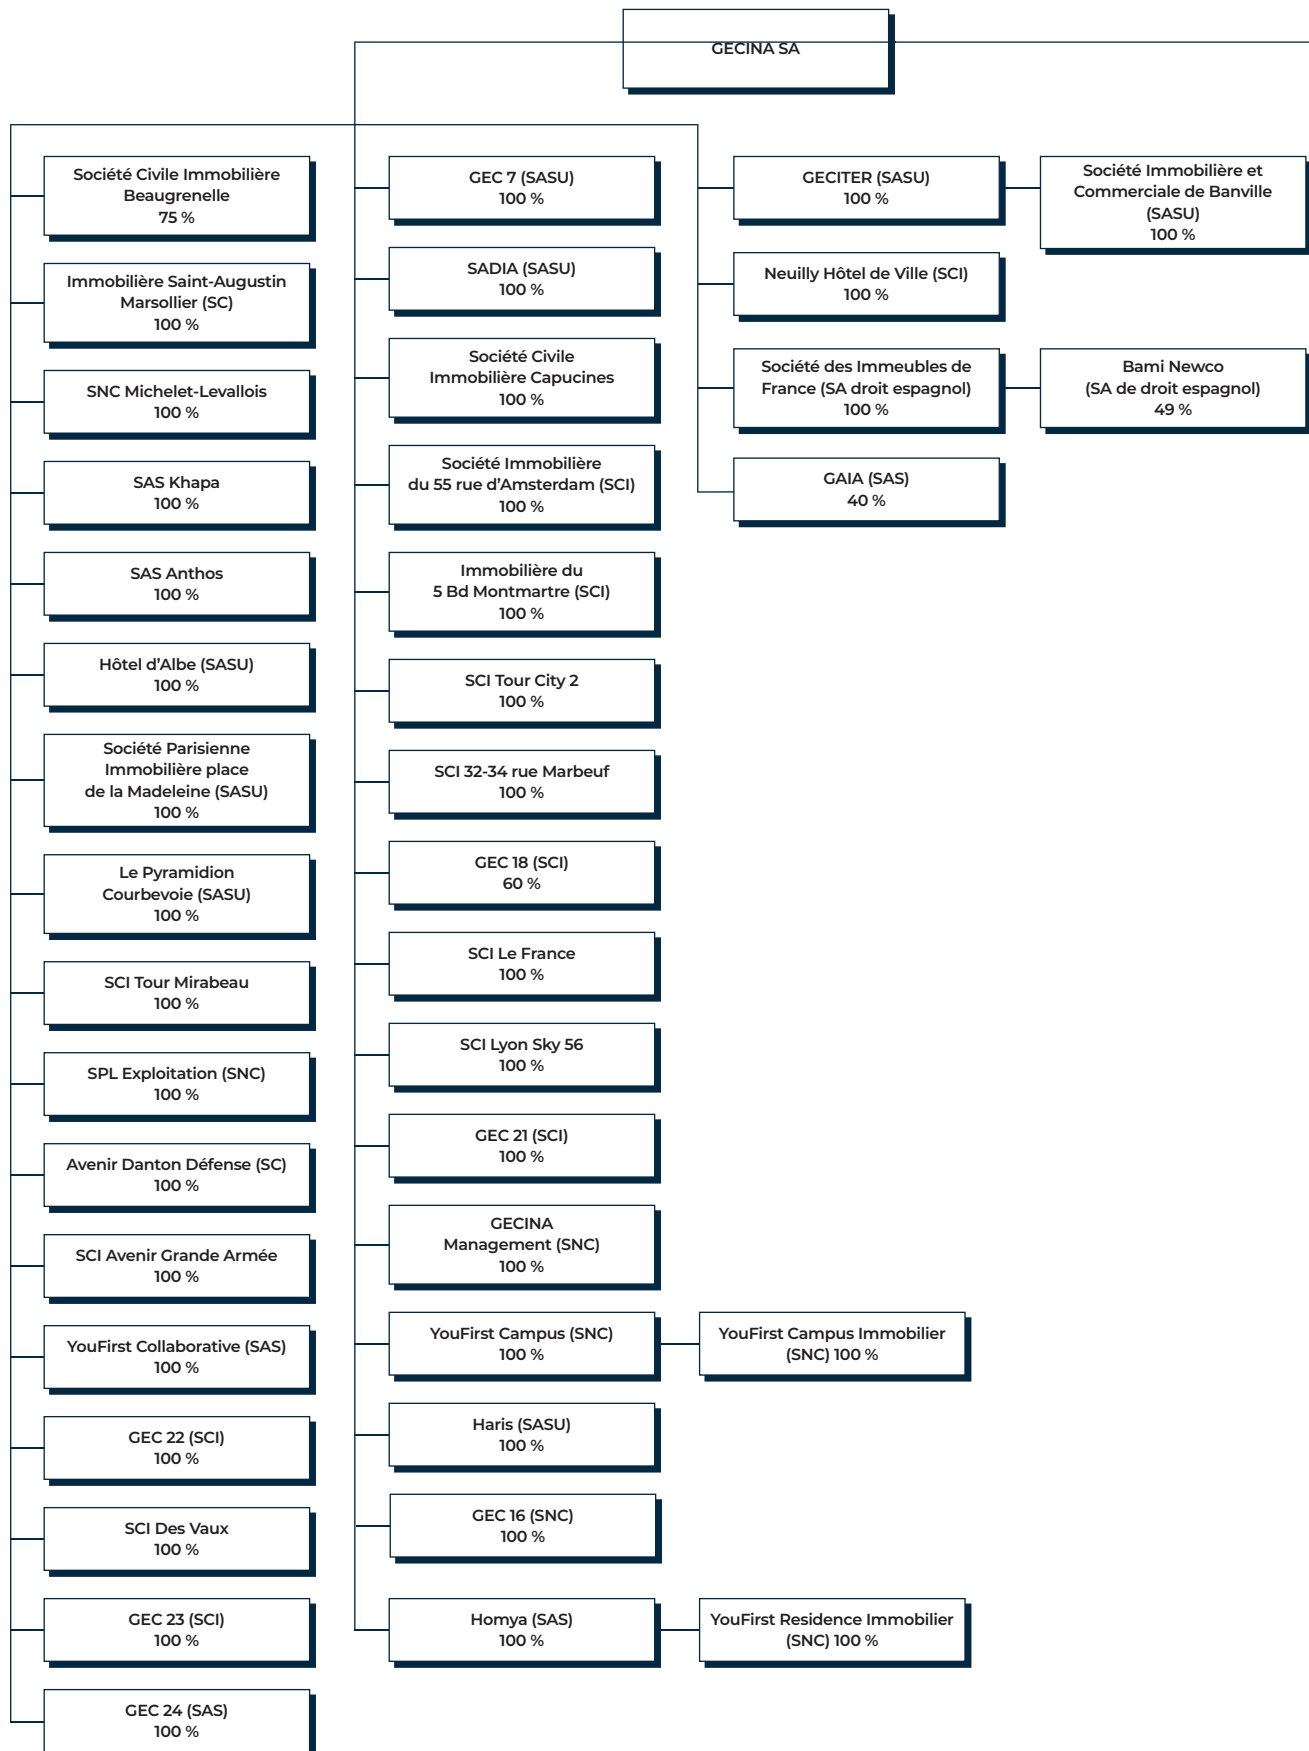 GECINA SA
Société Civile Immobilière
Beaugrenelle
75 %
Immobilière Saint-Augustin
Marsollier (SC)
100 %
SNC Michelet-Levallois
100 %
SAS Khapa
100 %
SAS Anthos
100 %
Hôtel d’Albe (SASU)
100 %
Société Parisienne
Immobilière place
de la Madeleine (SASU)
100 %
Le Pyramidion
Courbevoie (SASU)
100 %
SCI Tour Mirabeau
100 %
SPL Exploitation (SNC)
100 %
Avenir Danton Défense (SC)
100 %
SCI Avenir Grande Armée
100 %
YouFirst Collaborative (SAS)
100 %
GEC 22 (SCI)
100 %
SCI Des Vaux
100 %
GEC 23 (SCI)
100 %
GEC 24 (SAS)
100 %
GEC 7 (SASU)
100 %
SADIA (SASU)
100 %
Société Civile
Immobilière Capucines
100 %
Société Immobilière
du 55 rue d’Amsterdam (SCI)
100 %
Immobilière du
5 Bd Montmartre (SCI)
100 %
SCI Tour City 2
100 %
SCI 32-34 rue Marbeuf
100 %
GEC 18 (SCI)
60 %
SCI Le France
100 %
SCI Lyon Sky 56
100 %
GEC 21 (SCI)
100 %
GECINA
Management (SNC)
100 %
YouFirst Campus (SNC)
100 %
YouFirst Campus Immobilier
(SNC) 100 %
Haris (SASU)
100 %
GEC 16 (SNC)
100 %
Homya (SAS)
100 %
YouFirst Residence Immobilier
(SNC) 100 %
GECITER (SASU)
100 %
Société Immobilière et
Commerciale de Banville
(SASU)
100 %
Neuilly Hôtel de Ville (SCI)
100 %
Société des Immeubles de
France (SA droit espagnol)
100 %
Bami Newco
(SA de droit espagnol)
49 %
GAIA (SAS)
40 %